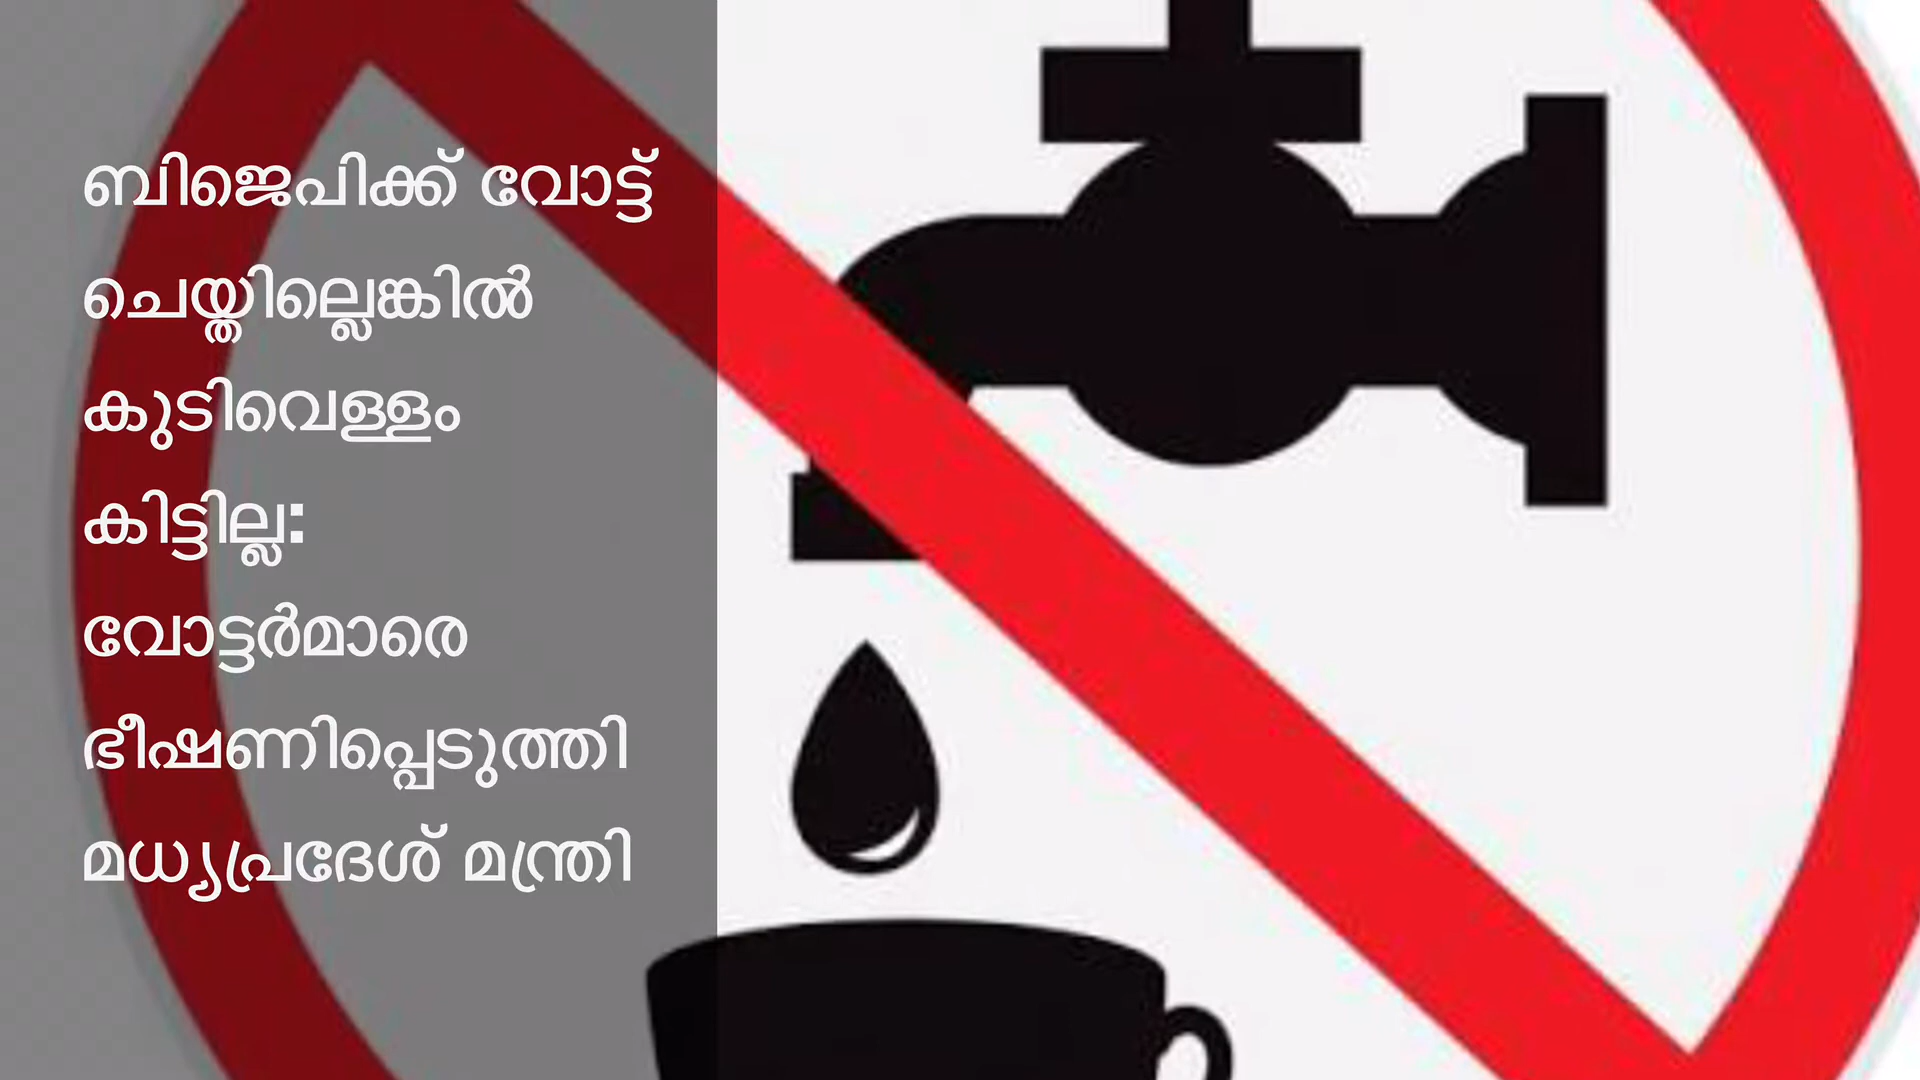 ബിജെപിക്ക് വോട്ട്
ചെയ്തില്ലെങ്കിൽ
കുടിവെള്ളം
കിട്ടില്ല:
വോട്ടർമാരെ
ഭീഷണിപ്പെടുത്തി
മധ്യപ്രദേശ് മന്ത്രി